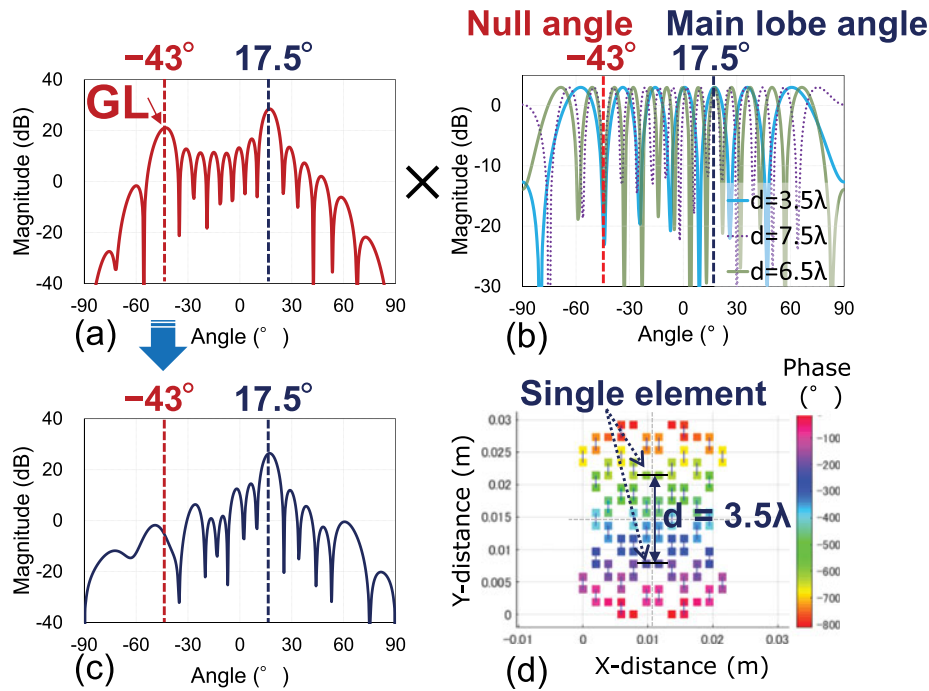 −43° 17.5°
40
GL
20
0
-20
-40
Magnitude (dB)
-90 -60 -30 0 30 60 90
(a) Angle (° )
×
Null angle Main lobe angle
−43° 17.5°
0
-10
-20
-30
Magnitude (dB)
d=3.5λ
d=7.5λ
d=6.5λ
-90 -60 -30 0 30 60 90
(b) Angle (° )
−43° 17.5°
40
20
0
-20
-40
Magnitude (dB)
-90 -60 -30 0 30 60 90
(c) Angle (° )
Single element
Phase
(° )
0.030
0.025
0.02
0.015
0.01
0.005
0
Y-distance (m)
d = 3.5λ
−100
−200
−300
−400
−500
−600
−700
−800
−0.01 0 0.01 0.02 0.03
(d) X-distance (m)